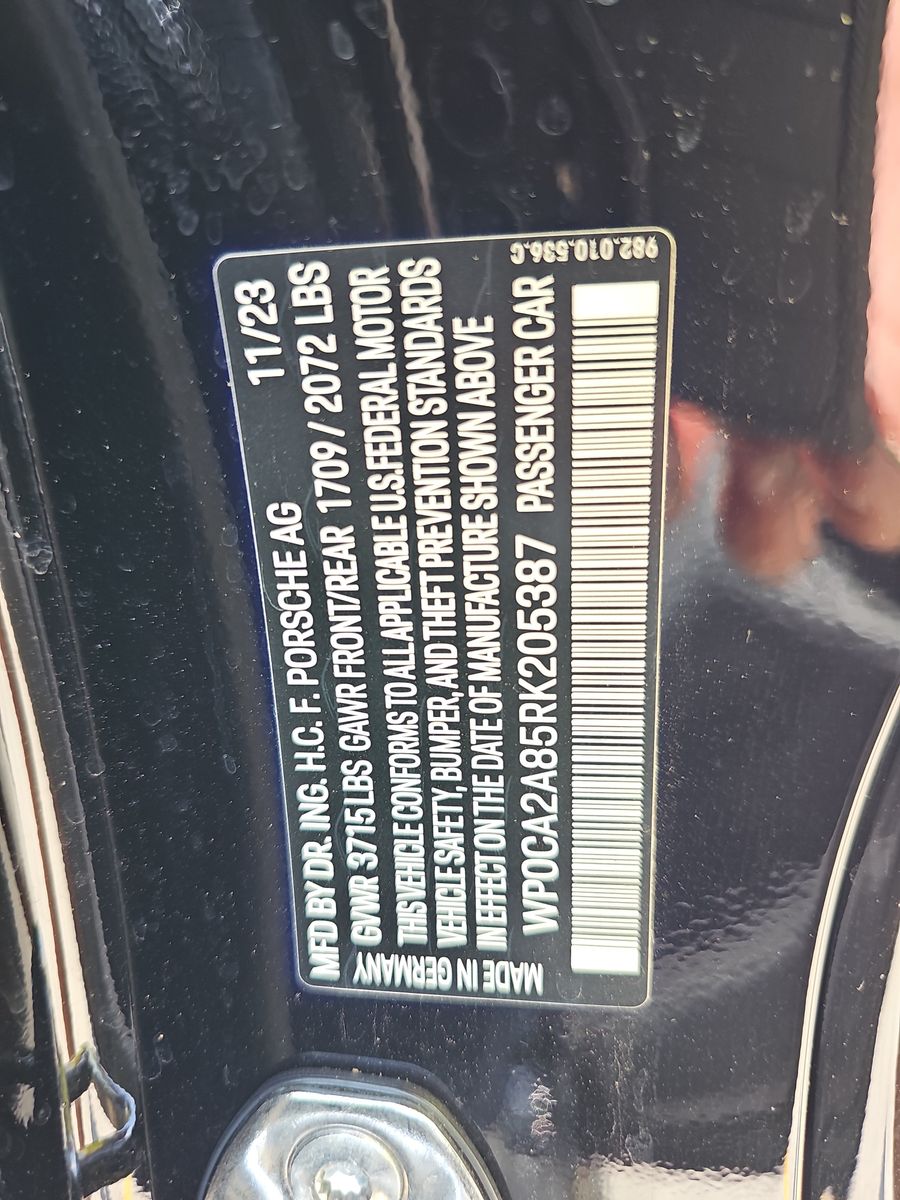 MFD BY DR. ING. H.C. F. PORSCHE AG 11/23
GVWR 3715 LBS GAWR FRONT/REAR 1709 / 2072 LBS
THIS VEHICLE CONFORMS TO ALL APPLICABLE U.S. FEDERAL MOTOR
VEHICLE SAFETY, BUMPER, AND THEFT PREVENTION STANDARDS
IN EFFECT ON THE DATE OF MANUFACTURE SHOWN ABOVE
WP0CA2A85RK205387 PASSENGER CAR
MADE IN GERMANY
982.010.536.C